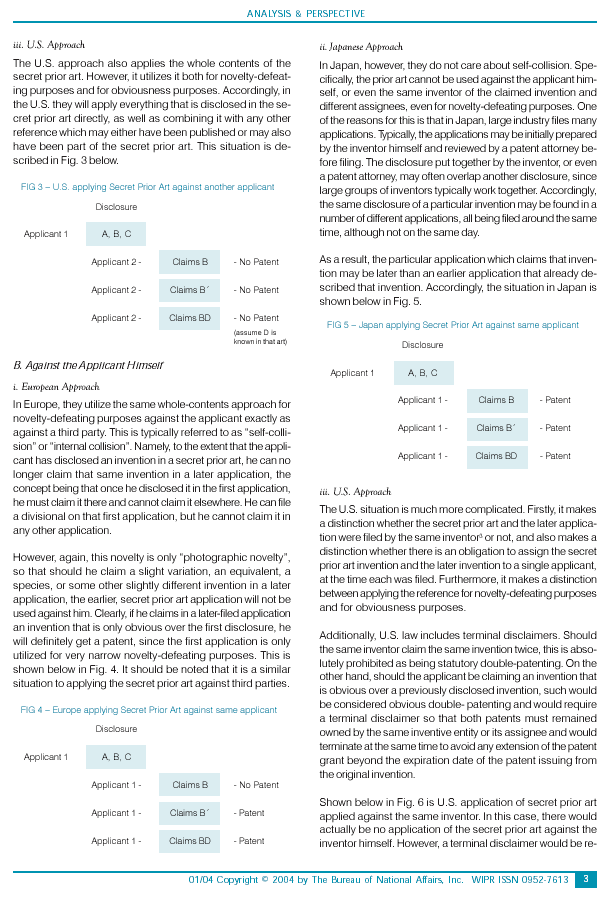 ANALYSIS & PERSPECTIVE
iii. U.S. Approach
The U.S. approach also applies the whole contents of the
secret prior art. However, it utilizes it both for novelty-defeat-
ing purposes and for obviousness purposes. Accordingly, in
the U.S. they will apply everything that is disclosed in the se-
cret prior art directly, as well as combining it with any other
reference which may either have been published or may also
have been part of the secret prior art. This situation is de-
scribed in Fig. 3 below.
FIG 3 – U.S. applying Secret Prior Art against another applicant
Disclosure
Applicant 1 A, B, C
Applicant 2 - Claims B - No Patent
Applicant 2 - Claims B´ - No Patent
Applicant 2 - Claims BD - No Patent
(assume D is
known in that art)
B. Against the Applicant Himself
i. European Approach
In Europe, they utilize the same whole-contents approach for
novelty-defeating purposes against the applicant exactly as
against a third party. This is typically referred to as “self-colli-
sion” or “internal collision”. Namely, to the extent that the appli-
cant has disclosed an invention in a secret prior art, he can no
longer claim that same invention in a later application, the
concept being that once he disclosed it in the first application,
he must claim it there and cannot claim it elsewhere. He can file
a divisional on that first application, but he cannot claim it in
any other application.
However, again, this novelty is only “photographic novelty”,
so that should he claim a slight variation, an equivalent, a
species, or some other slightly different invention in a later
application, the earlier, secret prior art application will not be
used against him. Clearly, if he claims in a later-filed application
an invention that is only obvious over the first disclosure, he
will definitely get a patent, since the first application is only
utilized for very narrow novelty-defeating purposes. This is
shown below in Fig. 4. It should be noted that it is a similar
situation to applying the secret prior art against third parties.
FIG 4 – Europe applying Secret Prior Art against same applicant
Disclosure
Applicant 1 A, B, C
Applicant 1 - Claims B - No Patent
Applicant 1 - Claims B´ - Patent
Applicant 1 - Claims BD - Patent
ii. Japanese Approach
In Japan, however, they do not care about self-collision. Spe-
cifically, the prior art cannot be used against the applicant him-
self, or even the same inventor of the claimed invention and
different assignees, even for novelty-defeating purposes. One
of the reasons for this is that in Japan, large industry files many
applications. Typically, the applications may be initially prepared
by the inventor himself and reviewed by a patent attorney be-
fore filing. The disclosure put together by the inventor, or even
a patent attorney, may often overlap another disclosure, since
large groups of inventors typically work together. Accordingly,
the same disclosure of a particular invention may be found in a
number of different applications, all being filed around the same
time, although not on the same day.
As a result, the particular application which claims that inven-
tion may be later than an earlier application that already de-
scribed that invention. Accordingly, the situation in Japan is
shown below in Fig. 5.
FIG 5 – Japan applying Secret Prior Art against same applicant
Disclosure
Applicant 1 A, B, C
Applicant 1 - Claims B - Patent
Applicant 1 - Claims B´ - Patent
Applicant 1 - Claims BD - Patent
iii. U.S. Approach
The U.S. situation is much more complicated. Firstly, it makes
a distinction whether the secret prior art and the later applica-
tion were filed by the same inventor³ or not, and also makes a
distinction whether there is an obligation to assign the secret
prior art invention and the later invention to a single applicant,
at the time each was filed. Furthermore, it makes a distinction
between applying the reference for novelty-defeating purposes
and for obviousness purposes.
Additionally, U.S. law includes terminal disclaimers. Should
the same inventor claim the same invention twice, this is abso-
lutely prohibited as being statutory double-patenting. On the
other hand, should the applicant be claiming an invention that
is obvious over a previously disclosed invention, such would
be considered obvious double- patenting and would require
a terminal disclaimer so that both patents must remained
owned by the same inventive entity or its assignee and would
terminate at the same time to avoid any extension of the patent
grant beyond the expiration date of the patent issuing from
the original invention.
Shown below in Fig. 6 is U.S. application of secret prior art
applied against the same inventor. In this case, there would
actually be no application of the secret prior art against the
inventor himself. However, a terminal disclaimer would be re-
01/04 Copyright © 2004 by The Bureau of National Affairs, Inc. WIPR ISSN 0952-7613 3